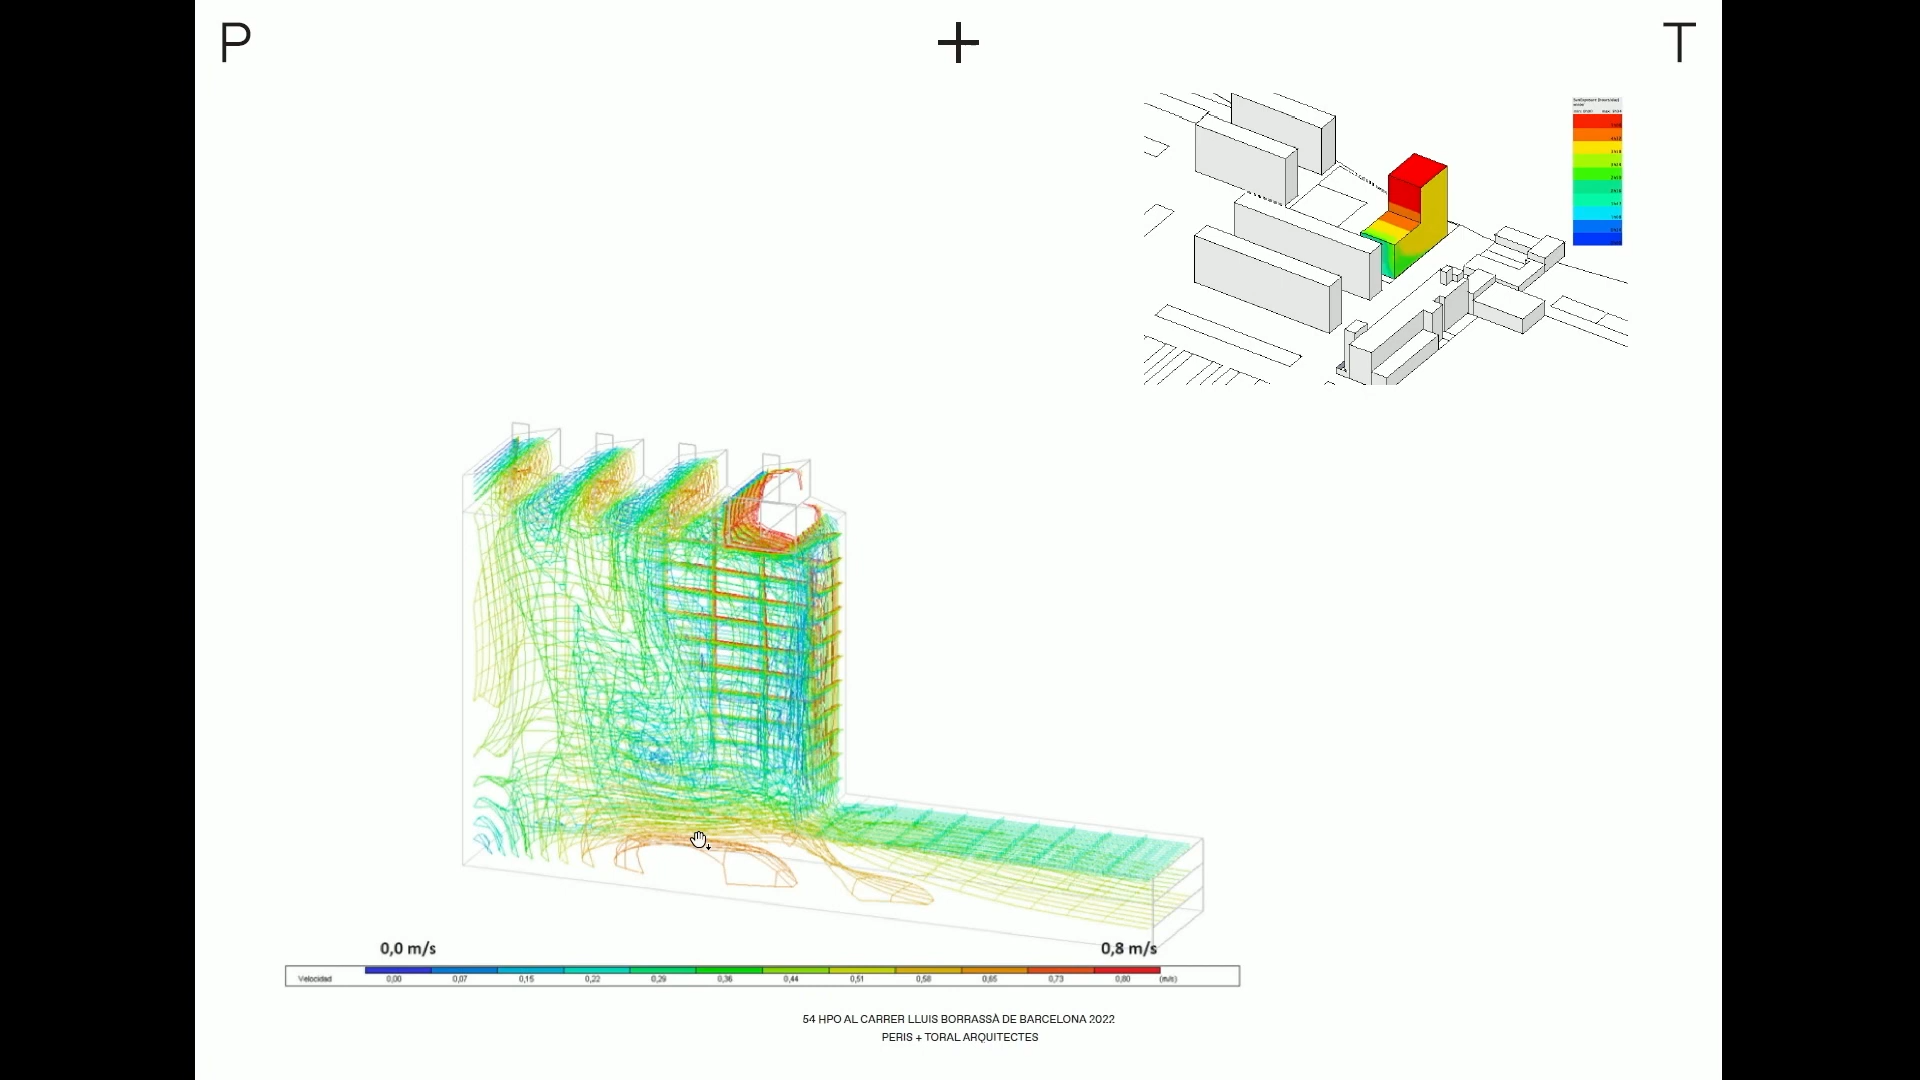 P + T
0,0 m/s
0,8 m/s
Velocidad 0,00 0,07 0,15 0,22 0,29 0,36 0,44 0,51 0,58 0,65 0,73 0,80 (m/s)
54 HPO AL CARRER LLUIS BORRASSÀ DE BARCELONA 2022
PERIS + TORAL ARQUITECTES